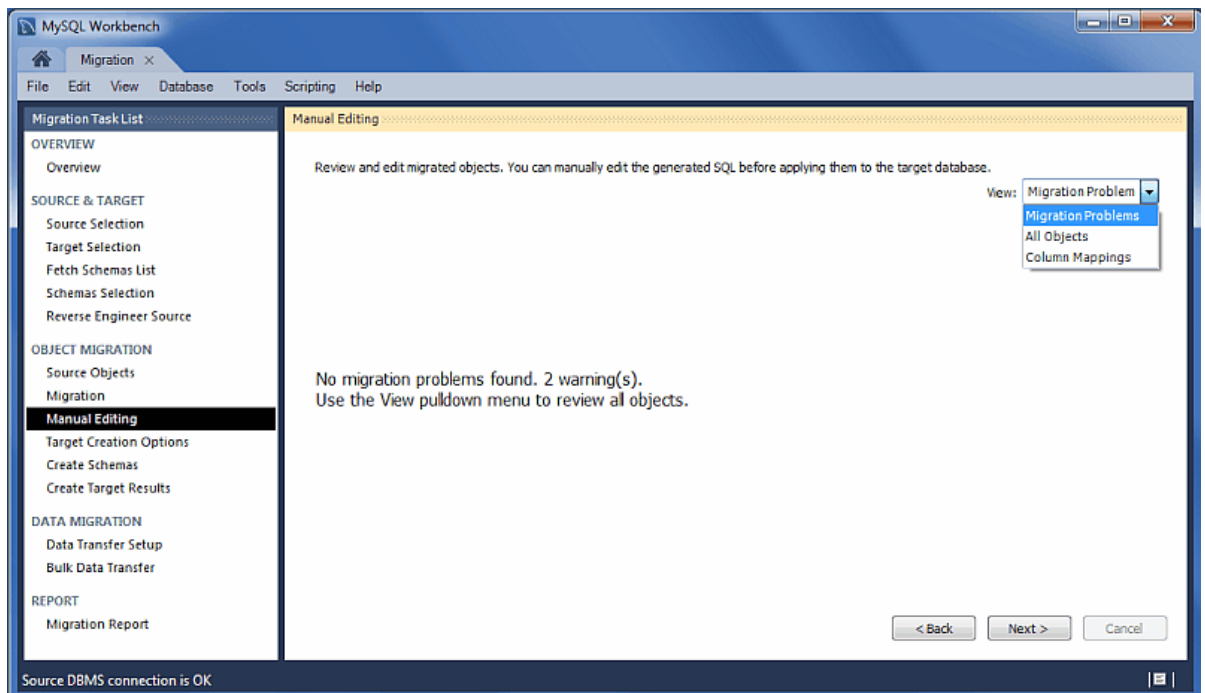 MySQL Workbench
Migration ×
File Edit View Database Tools Scripting Help
Migration Task List
OVERVIEW
Overview
SOURCE & TARGET
Source Selection
Target Selection
Fetch Schemas List
Schemas Selection
Reverse Engineer Source
OBJECT MIGRATION
Source Objects
Migration
Manual Editing
Target Creation Options
Create Schemas
Create Target Results
DATA MIGRATION
Data Transfer Setup
Bulk Data Transfer
REPORT
Migration Report
Manual Editing
Review and edit migrated objects. You can manually edit the generated SQL before applying them to the target database.
View: Migration Problem
Migration Problems
All Objects
Column Mappings
No migration problems found. 2 warning(s).
Use the View pulldown menu to review all objects.
< Back Next > Cancel
Source DBMS connection is OK